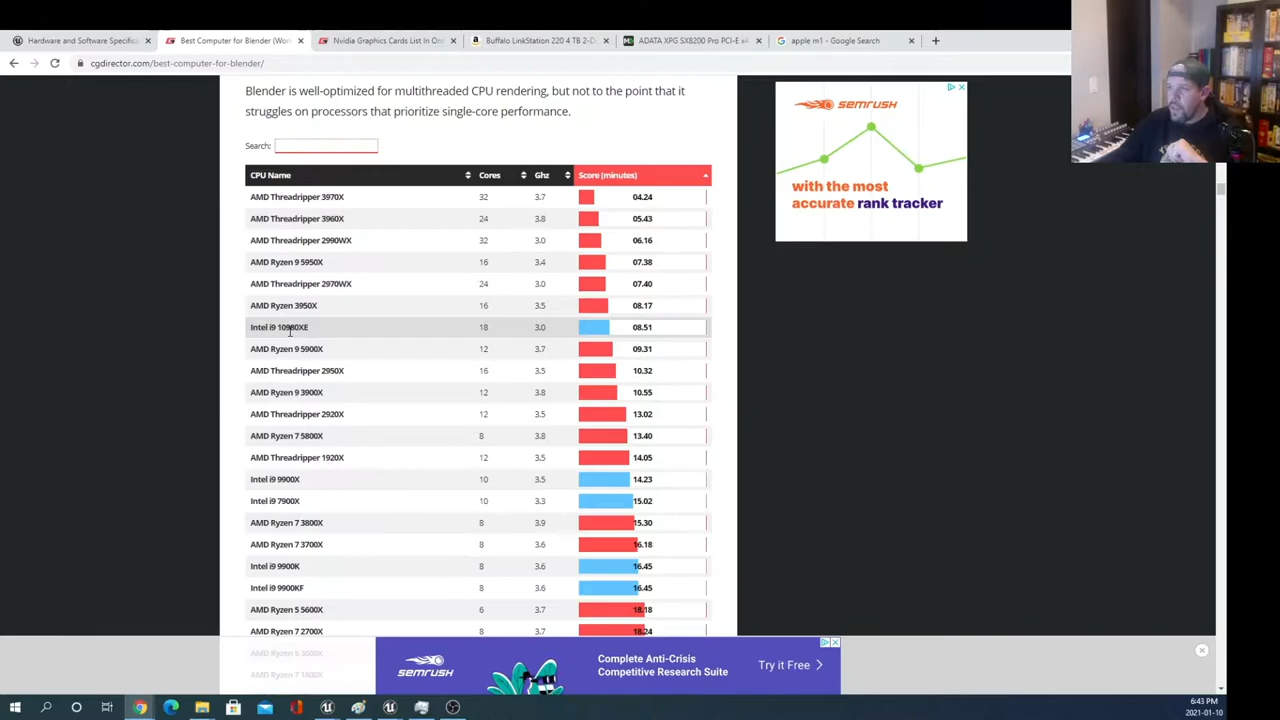 Hardware and Software Specific
Best Computer for Blender (Wor
Nvidia Graphics Cards List In Ord
Buffalo LinkStation 220 4 TB 2-D
ADATA XPG SX8200 Pro PCI-E
apple m1 - Google Search
cgdirector.com/best-computer-for-blender/
Blender is well-optimized for multithreaded CPU rendering, but not to the point that it
struggles on processors that prioritize single-core performance.
Search:
CPU Name Cores Ghz Score (minutes)
AMD Threadripper 3970X 32 3.7 04.24
AMD Threadripper 3960X 24 3.8 05.43
AMD Threadripper 2990WX 32 3.0 06.16
AMD Ryzen 9 5950X 16 3.4 07.38
AMD Threadripper 2970WX 24 3.0 07.40
AMD Ryzen 3950X 16 3.5 08.17
Intel i9 10980XE 18 3.0 08.51
AMD Ryzen 9 5900X 12 3.7 09.31
AMD Threadripper 2950X 16 3.5 10.32
AMD Ryzen 9 3900X 12 3.8 10.55
AMD Threadripper 2920X 12 3.5 13.02
AMD Ryzen 7 5800X 8 3.8 13.40
AMD Threadripper 1920X 12 3.5 14.05
Intel i9 9900X 10 3.5 14.23
Intel i9 7900X 10 3.3 15.02
AMD Ryzen 7 3800X 8 3.9 15.30
AMD Ryzen 7 3700X 8 3.6 16.18
Intel i9 9900K 8 3.6 16.45
Intel i9 9900KF 8 3.6 16.45
AMD Ryzen 5 5600X 6 3.7 18.18
AMD Ryzen 7 2700X 8 3.7 18.24
AMD Ryzen 5 3600X
AMD Ryzen 7 1800X
SEMRUSH
with the most
accurate rank tracker
SEMRUSH
Complete Anti-Crisis
Competitive Research Suite
Try it Free
6:43 PM
2021-01-10